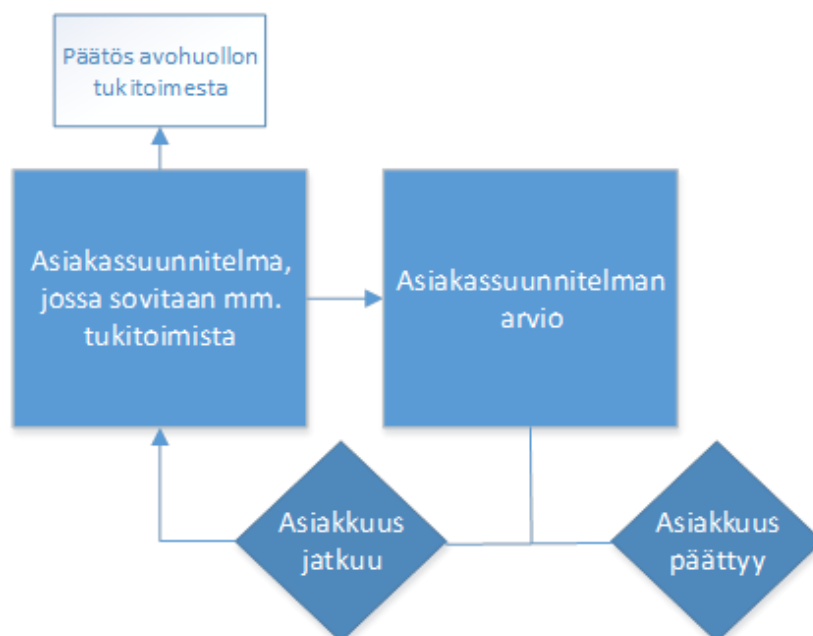 Päätös avohuollon
tukitoimesta
Asiakassuunnitelma,
jossa sovitaan mm.
tukitoimista
Asiakassuunnitelman
arvio
Asiakkuus
jatkuu
Asiakkuus
päättyy